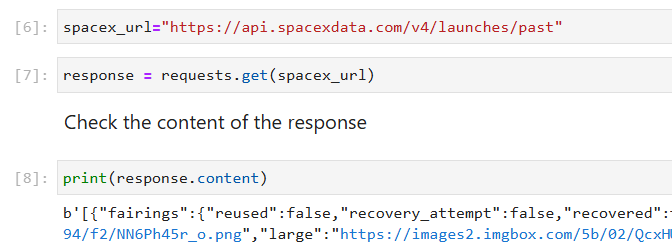 [6]: spacex_url="https://api.spacexdata.com/v4/launches/past"
[7]: response = requests.get(spacex_url)
Check the content of the response
[8]: print(response.content)
b'[{"fairings":{"reused":false,"recovery_attempt":false,"recovered":
94/f2/NN6Ph45r_o.png","large":"https://images2.imgbox.com/5b/02/QcxH